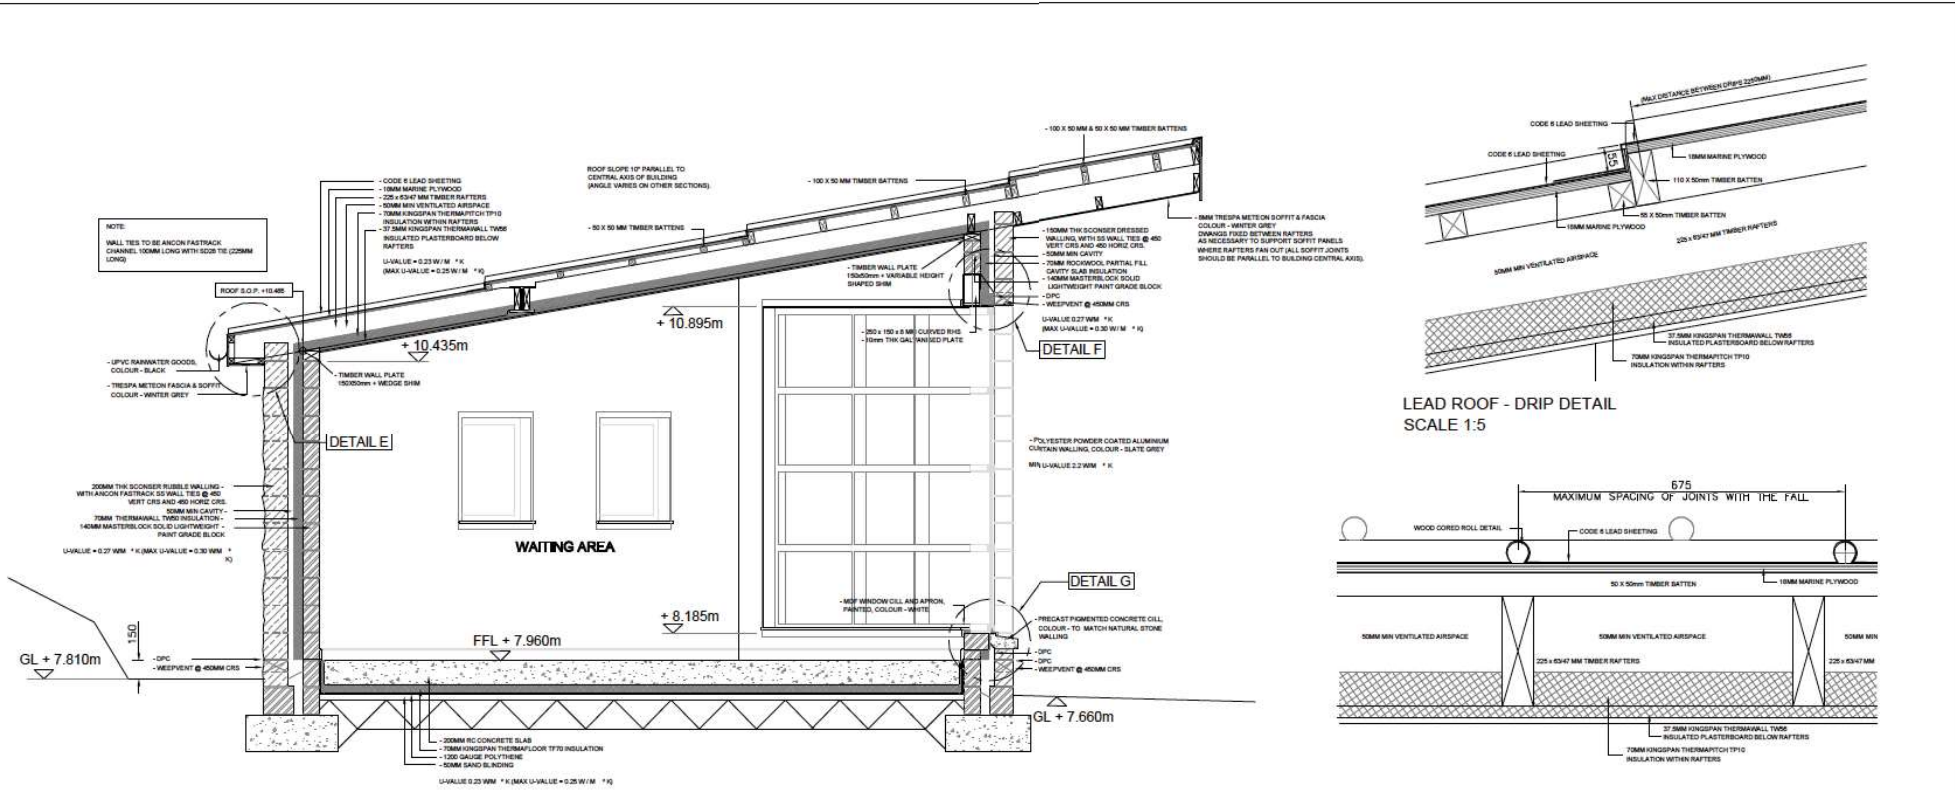 NOTE:
WALL TIES TO BE ANCON FASTRACK
CHANNEL 100MM LONG WITH SD25 TIE (225MM
LONG)
ROOF S.O.P. +10.485
- CODE 6 LEAD SHEETING
- 18MM MARINE PLYWOOD
- 225 x 63/47 MM TIMBER RAFTERS
- 50MM MIN VENTILATED AIRSPACE
- 70MM KINGSPAN THERMAPITCH TP10
INSULATION WITHIN RAFTERS
- 37.5MM KINGSPAN THERMAWALL TW56
INSULATED PLASTERBOARD BELOW
RAFTERS
U-VALUE = 0.23 W / M ² K
(MAX U-VALUE = 0.25 W / M ² K)
ROOF SLOPE 10° PARALLEL TO
CENTRAL AXIS OF BUILDING
(ANGLE VARIES ON OTHER SECTIONS).
- 50 X 50 MM TIMBER BATTENS
- 100 X 50 MM TIMBER BATTENS
- 100 X 50 MM & 50 X 50 MM TIMBER BATTENS
- 8MM TRESPA METEON SOFFIT & FASCIA
COLOUR - WINTER GREY
DWANGS FIXED BETWEEN RAFTERS
AS NECESSARY TO SUPPORT SOFFIT PANELS
WHERE RAFTERS FAN OUT (ALL SOFFIT JOINTS
SHOULD BE PARALLEL TO BUILDING CENTRAL AXIS).
- 150MM THK SCONSER DRESSED
WALLING, WITH SS WALL TIES @ 450
VERT CRS AND 450 HORIZ CRS.
- 50MM MIN CAVITY
- 70MM ROCKWOOL PARTIAL FILL
CAVITY SLAB INSULATION
- 140MM MASTERBLOCK SOLID
LIGHTWEIGHT PAINT GRADE BLOCK
- DPC
- WEEPVENT @ 450MM CRS
U-VALUE 0.27 W/M ² K
(MAX U-VALUE = 0.30 W / M ² K)
DETAIL F
- TIMBER WALL PLATE
150x50mm + VARIABLE HEIGHT
SHAPED SHIM
- 250 x 150 x 8 MM CURVED RHS
- 10mm THK GALVANISED PLATE
+ 10.895m
+ 10.435m
- TIMBER WALL PLATE
150X50mm + WEDGE SHIM
- UPVC RAINWATER GOODS,
COLOUR - BLACK
- TRESPA METEON FASCIA & SOFFIT
COLOUR - WINTER GREY
DETAIL E
200MM THK SCONSER RUBBLE WALLING -
WITH ANCON FASTRACK SS WALL TIES @ 450
VERT CRS AND 450 HORIZ CRS.
50MM MIN CAVITY -
70MM THERMAWALL TW50 INSULATION -
140MM MASTERBLOCK SOLID LIGHTWEIGHT -
PAINT GRADE BLOCK
U-VALUE = 0.27 W/M ² K (MAX U-VALUE = 0.30 W/M ²
K)
WAITING AREA
- POLYESTER POWDER COATED ALUMINIUM
CURTAIN WALLING, COLOUR - SLATE GREY
MIN U-VALUE 2.2 W/M ² K
DETAIL G
- MDF WINDOW CILL AND APRON,
PAINTED, COLOUR - WHITE
- PRECAST PIGMENTED CONCRETE CILL,
COLOUR - TO MATCH NATURAL STONE
WALLING
- DPC
- DPC
- WEEPVENT @ 450MM CRS
+ 8.185m
FFL + 7.960m
150
GL + 7.810m
- DPC
- WEEPVENT @ 450MM CRS
GL + 7.660m
- 200MM RC CONCRETE SLAB
- 70MM KINGSPAN THERMAFLOOR TF70 INSULATION
- 1200 GAUGE POLYTHENE
- 50MM SAND BLINDING
U-VALUE 0.23 W/M ² K (MAX U-VALUE = 0.25 W / M ² K)
(MAX DISTANCE BETWEEN DRIPS 2250MM)
CODE 6 LEAD SHEETING
CODE 6 LEAD SHEETING
55
18MM MARINE PLYWOOD
110 X 50mm TIMBER BATTEN
55 X 50mm TIMBER BATTEN
18MM MARINE PLYWOOD
225 x 63/47 MM TIMBER RAFTERS
50MM MIN VENTILATED AIRSPACE
37.5MM KINGSPAN THERMAWALL TW56
INSULATED PLASTERBOARD BELOW RAFTERS
70MM KINGSPAN THERMAPITCH TP10
INSULATION WITHIN RAFTERS
LEAD ROOF - DRIP DETAIL
SCALE 1:5
675
MAXIMUM SPACING OF JOINTS WITH THE FALL
WOOD CORED ROLL DETAIL
CODE 6 LEAD SHEETING
50 X 50mm TIMBER BATTEN
18MM MARINE PLYWOOD
50MM MIN VENTILATED AIRSPACE
50MM MIN VENTILATED AIRSPACE
50MM MIN
225 x 63/47 MM TIMBER RAFTERS
225 x 63/47 MM
37.5MM KINGSPAN THERMAWALL TW56
INSULATED PLASTERBOARD BELOW RAFTERS
70MM KINGSPAN THERMAPITCH TP10
INSULATION WITHIN RAFTERS